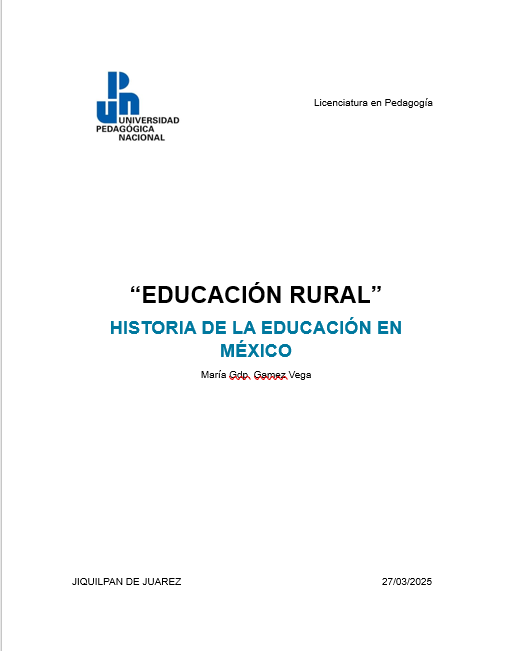 upn
UNIVERSIDAD
PEDAGÓGICA
NACIONAL
Licenciatura en Pedagogía
“EDUCACIÓN RURAL”
HISTORIA DE LA EDUCACIÓN EN
MÉXICO
María Gdp. Gamez Vega
JIQUILPAN DE JUAREZ
27/03/2025